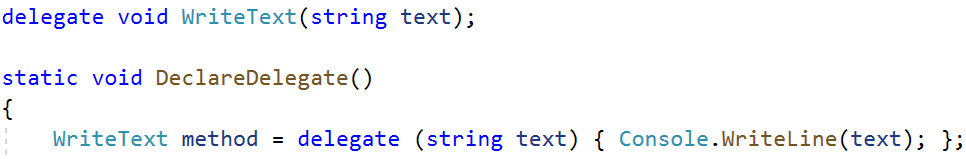 delegate void WriteText(string text);
static void DeclareDelegate()
{
WriteText method = delegate (string text) { Console.WriteLine(text); };